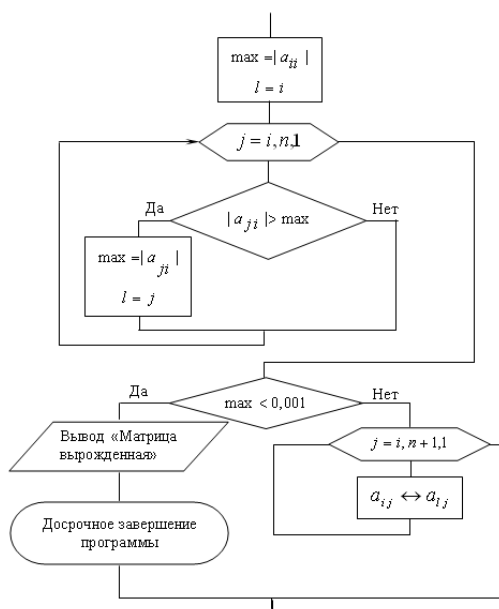 max =| a_ii |
l = i
j = i, n,1
Да
Нет
| a_ji |> max
max =| a_ji |
l = j
Да
Нет
max < 0,001
Вывод «Матрица
вырожденная»
j = i, n + 1,1
a_ij ↔ a_lj
Досрочное завершение
программы